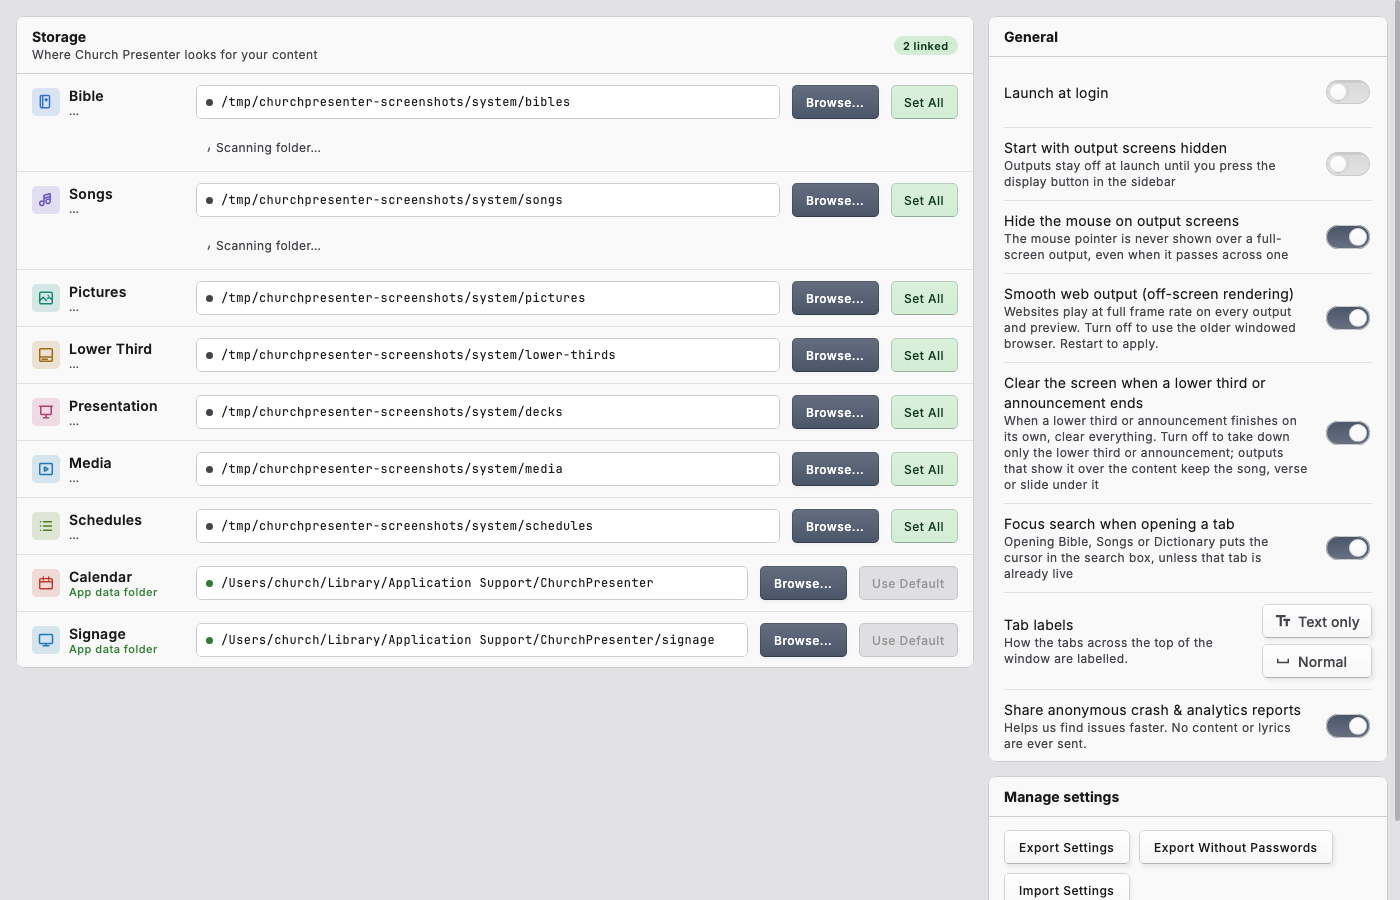 Storage
Where Church Presenter looks for your content
2 linked
Bible
...
/tmp/churchpresenter-screenshots/system/bibles
Browse...
Set All
Scanning folder...
Songs
...
/tmp/churchpresenter-screenshots/system/songs
Browse...
Set All
Scanning folder...
Pictures
...
/tmp/churchpresenter-screenshots/system/pictures
Browse...
Set All
Lower Third
...
/tmp/churchpresenter-screenshots/system/lower-thirds
Browse...
Set All
Presentation
...
/tmp/churchpresenter-screenshots/system/decks
Browse...
Set All
Media
...
/tmp/churchpresenter-screenshots/system/media
Browse...
Set All
Schedules
...
/tmp/churchpresenter-screenshots/system/schedules
Browse...
Set All
Calendar
App data folder
/Users/church/Library/Application Support/ChurchPresenter
Browse...
Use Default
Signage
App data folder
/Users/church/Library/Application Support/ChurchPresenter/signage
Browse...
Use Default
General
Launch at login
Start with output screens hidden
Outputs stay off at launch until you press the
display button in the sidebar
Hide the mouse on output screens
The mouse pointer is never shown over a full-
screen output, even when it passes across one
Smooth web output (off-screen rendering)
Websites play at full frame rate on every output
and preview. Turn off to use the older windowed
browser. Restart to apply.
Clear the screen when a lower third or
announcement ends
When a lower third or announcement finishes on
its own, clear everything. Turn off to take down
only the lower third or announcement; outputs
that show it over the content keep the song, verse
or slide under it
Focus search when opening a tab
Opening Bible, Songs or Dictionary puts the
cursor in the search box, unless that tab is
already live
Tab labels
How the tabs across the top of the
window are labelled.
Text only
Normal
Share anonymous crash & analytics reports
Helps us find issues faster. No content or lyrics
are ever sent.
Manage settings
Export Settings
Export Without Passwords
Import Settings